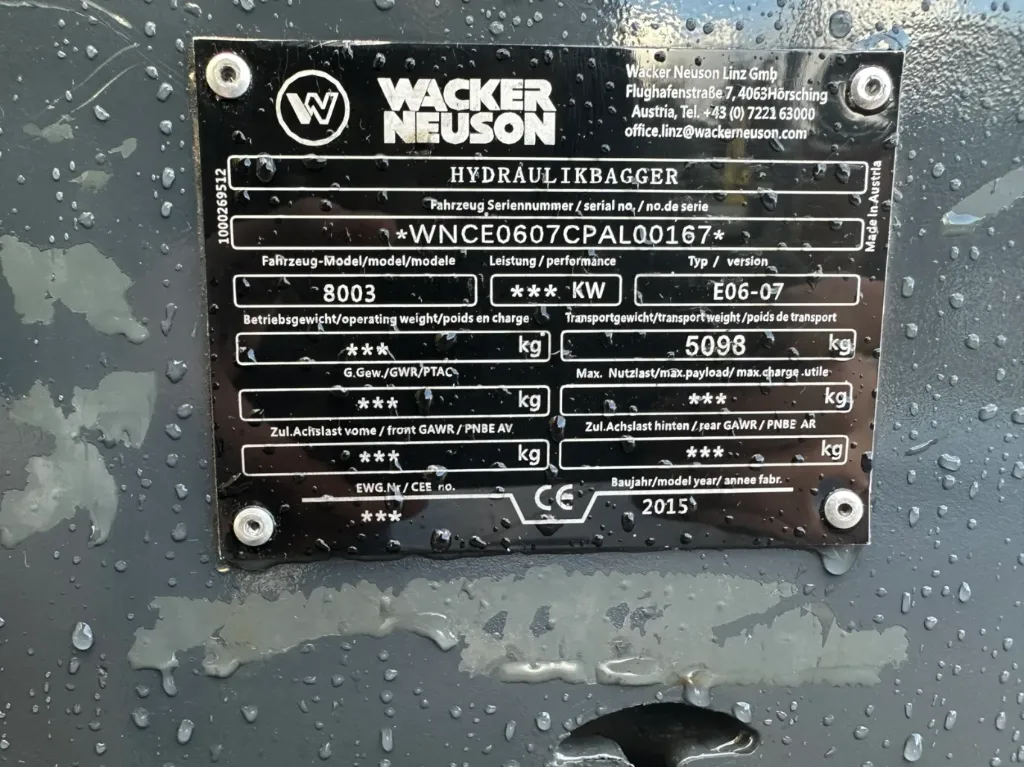 WACKER
NEUSON
Wacker Neuson Linz Gmb
Flughafenstraße 7, 4063Hörsching
Austria, Tel. +43 (0) 7221 63000
office.linz@wackerneuson.com
HYDRAULIKBAGGER
1000269512
Made In Austria
Fahrzeug Seriennummer / serial no, / no.de serie
*WNCE0607CPAL00167*
Fahrzeug-Model/model/modele Leistung / performance Typ / version
8003 *** KW E06-07
Betriebsgewicht/operating weight/poids en charge Transportgewicht/transport weight /poids de transport
*** kg 5098 kg
G.Gew./GWR/PTAC Max. Nutzlast/max.payload/ max.charge utile
*** kg *** kg
Zul.Achslast vome / front GAWR / PNBE AV Zul.Achslast hinten / rear GAWR / PNBE AR
*** kg *** kg
EWG.Nr / CEE no. CE Baujahr/model year/ annee fabr.
*** 2015